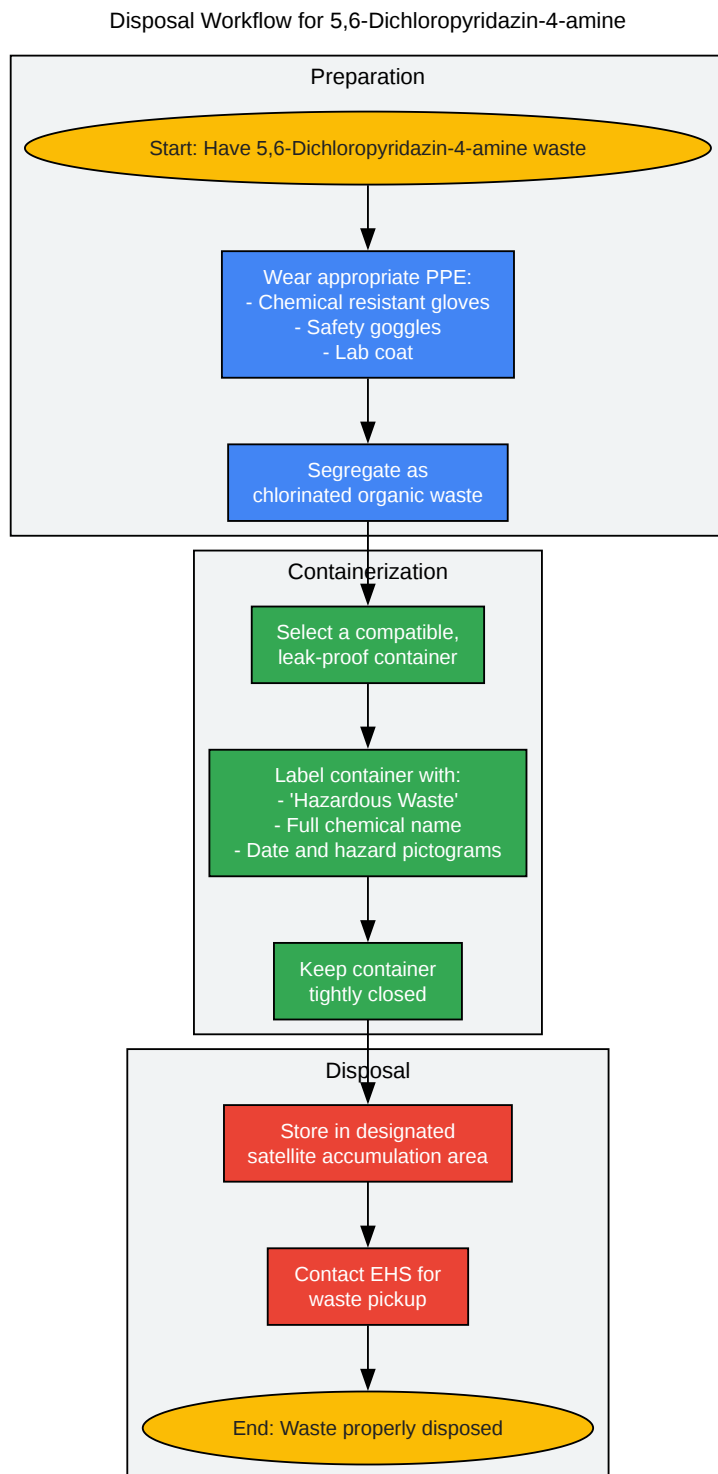 Disposal Workflow for 5,6-Dichloropyridazin-4-amine
Preparation
Start: Have 5,6-Dichloropyridazin-4-amine waste
Wear appropriate PPE:
- Chemical resistant gloves
- Safety goggles
- Lab coat
Segregate as
chlorinated organic waste
Containerization
Select a compatible,
leak-proof container
Label container with:
- 'Hazardous Waste'
- Full chemical name
- Date and hazard pictograms
Keep container
tightly closed
Disposal
Store in designated
satellite accumulation area
Contact EHS for
waste pickup
End: Waste properly disposed